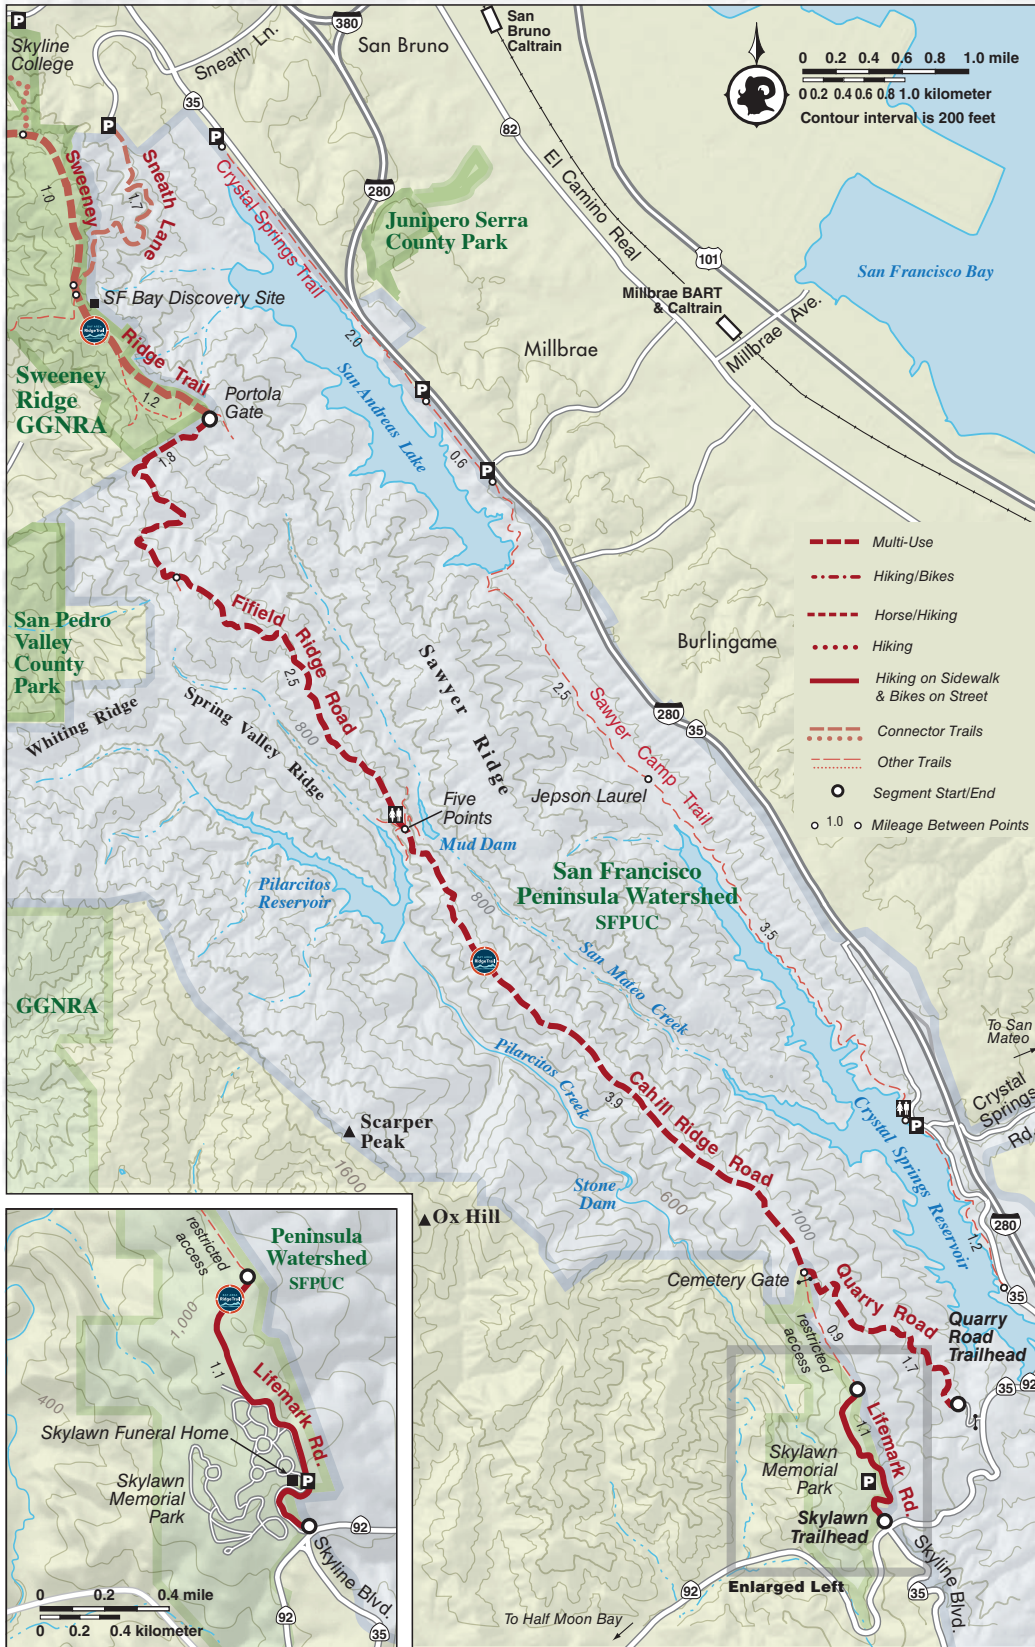 P
Skyline
College
Sneath Ln.
380
San Bruno
San
Bruno
Caltrain
0 0.2 0.4 0.6 0.8 1.0 mile
0 0.2 0.4 0.6 0.8 1.0 kilometer
Contour interval is 200 feet
35
P
P
82
El Camino Real
280
101
Sweeney
1.0
Sneath Lane
1.7
Crystal Springs Trail
Junipero Serra
County Park
San Francisco Bay
SF Bay Discovery Site
Millbrae BART
& Caltrain
Millbrae Ave.
Ridge Trail
Ridge Trail
2.0
Millbrae
Sweeney
Ridge
GGNRA
1.2
Portola
Gate
San Andreas Lake
P
1.8
0.6
P
Multi-Use
Hiking/Bikes
Horse/Hiking
Hiking
Hiking on Sidewalk
& Bikes on Street
Connector Trails
Other Trails
Segment Start/End
1.0
Mileage Between Points
San Pedro
Valley
County
Park
Fifield Ridge Road
2.5
Sawyer Ridge
Burlingame
2.5
Sawyer Camp Trail
280
35
Whiting Ridge
Spring Valley Ridge
800
Jepson Laurel
Five
Points
Mud Dam
Pilarcitos
Reservoir
San Francisco
Peninsula Watershed
SFPUC
800
3.5
Ridge Trail
San Mateo Creek
GGNRA
Pilarcitos Creek
To San
Mateo
Crystal
Springs
Rd.
Cahill Ridge Road
3.9
P
Crystal Springs Reservoir
Scarper
Peak
1600
Stone
Dam
600
1000
Ox Hill
280
1.2
35
Cemetery Gate
Quarry Road
0.9
1.7
restricted
access
Quarry
Road
Trailhead
35
92
Lifemark Rd.
1.1
Skylawn
Memorial
Park
P
Skylawn
Trailhead
Skyline Blvd.
92
35
Enlarged Left
To Half Moon Bay
restricted
access
Peninsula
Watershed
SFPUC
Ridge Trail
1,000
1.1
Lifemark Rd.
400
Skylawn Funeral Home
P
Skylawn
Memorial
Park
92
Skyline Blvd.
0 0.2 0.4 mile
0 0.2 0.4 kilometer
92
35